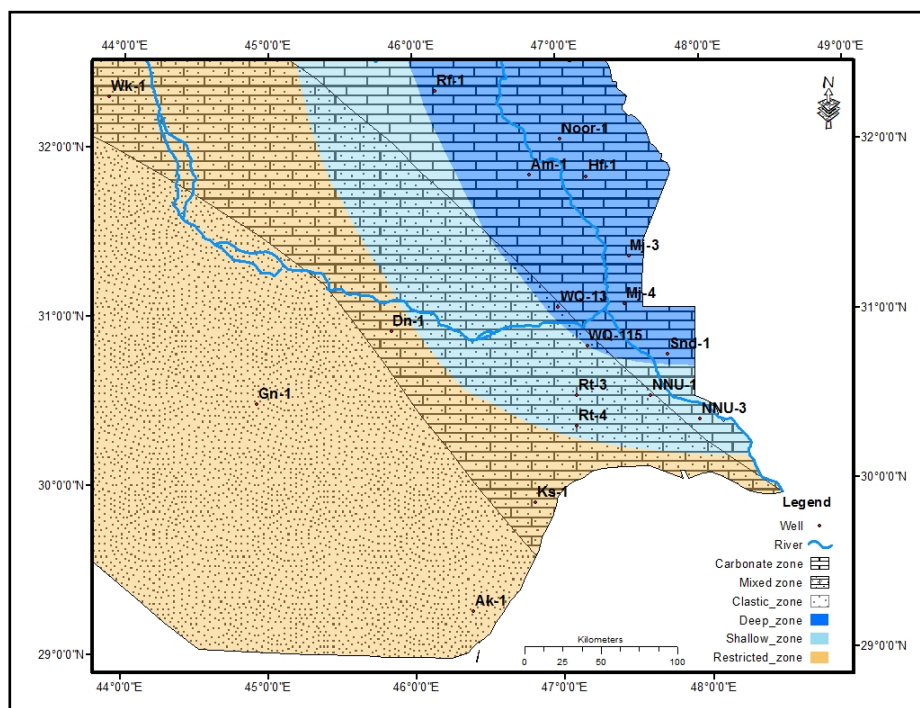 44°0'0"E 45°0'0"E 46°0'0"E 47°0'0"E 48°0'0"E 49°0'0"E
Wk-1
Rf-1
N
Noor-1
32°0'0"N
32°0'0"N
Am-1
Hf-1
Mj-3
WQ-13
Mj-4
31°0'0"N
31°0'0"N
Dn-1
WQ-115
Snd-1
Gn-1
Rt-3
NNU-1
Rt-4
NNU-3
30°0'0"N
30°0'0"N
Ks-1
Legend
Well
River
Carbonate zone
Mixed zone
Clastic_zone
Deep_zone
Shallow_zone
Restricted_zone
Ak-1
Kilometers
0 25 50 100
29°0'0"N
29°0'0"N
44°0'0"E 45°0'0"E 46°0'0"E 47°0'0"E 48°0'0"E